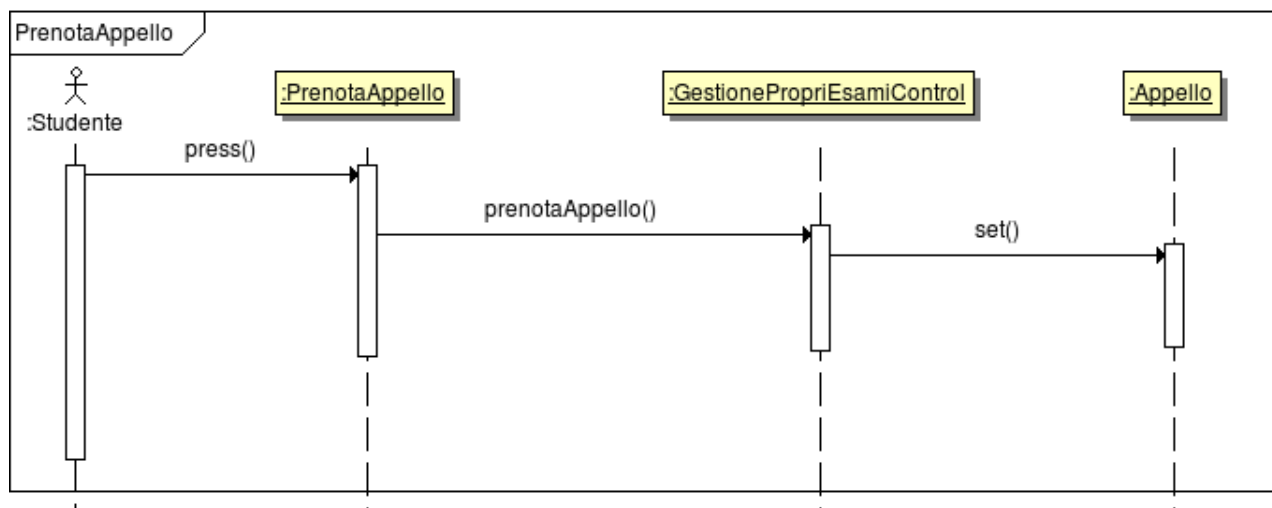 PrenotaAppello
:Studente
:PrenotaAppello
:GestionePropriEsamiControl
:Appello
press()
prenotaAppello()
set()